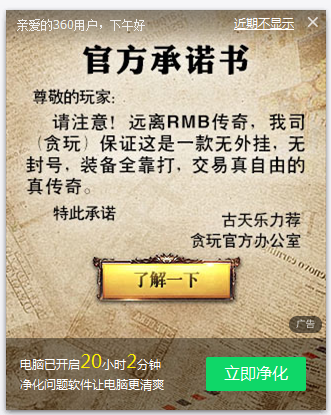 亲爱的360用户，下午好
近期不显示
官方承诺书
尊敬的玩家：
请注意！远离RMB传奇，我司
（贪玩）保证这是一款无外挂，无
封号，装备全靠打，交易真自由的
真传奇。
特此承诺
古天乐力荐
贪玩官方办公室
了解一下
广告
电脑已开启20小时2分钟
净化问题软件让电脑更清爽
立即净化